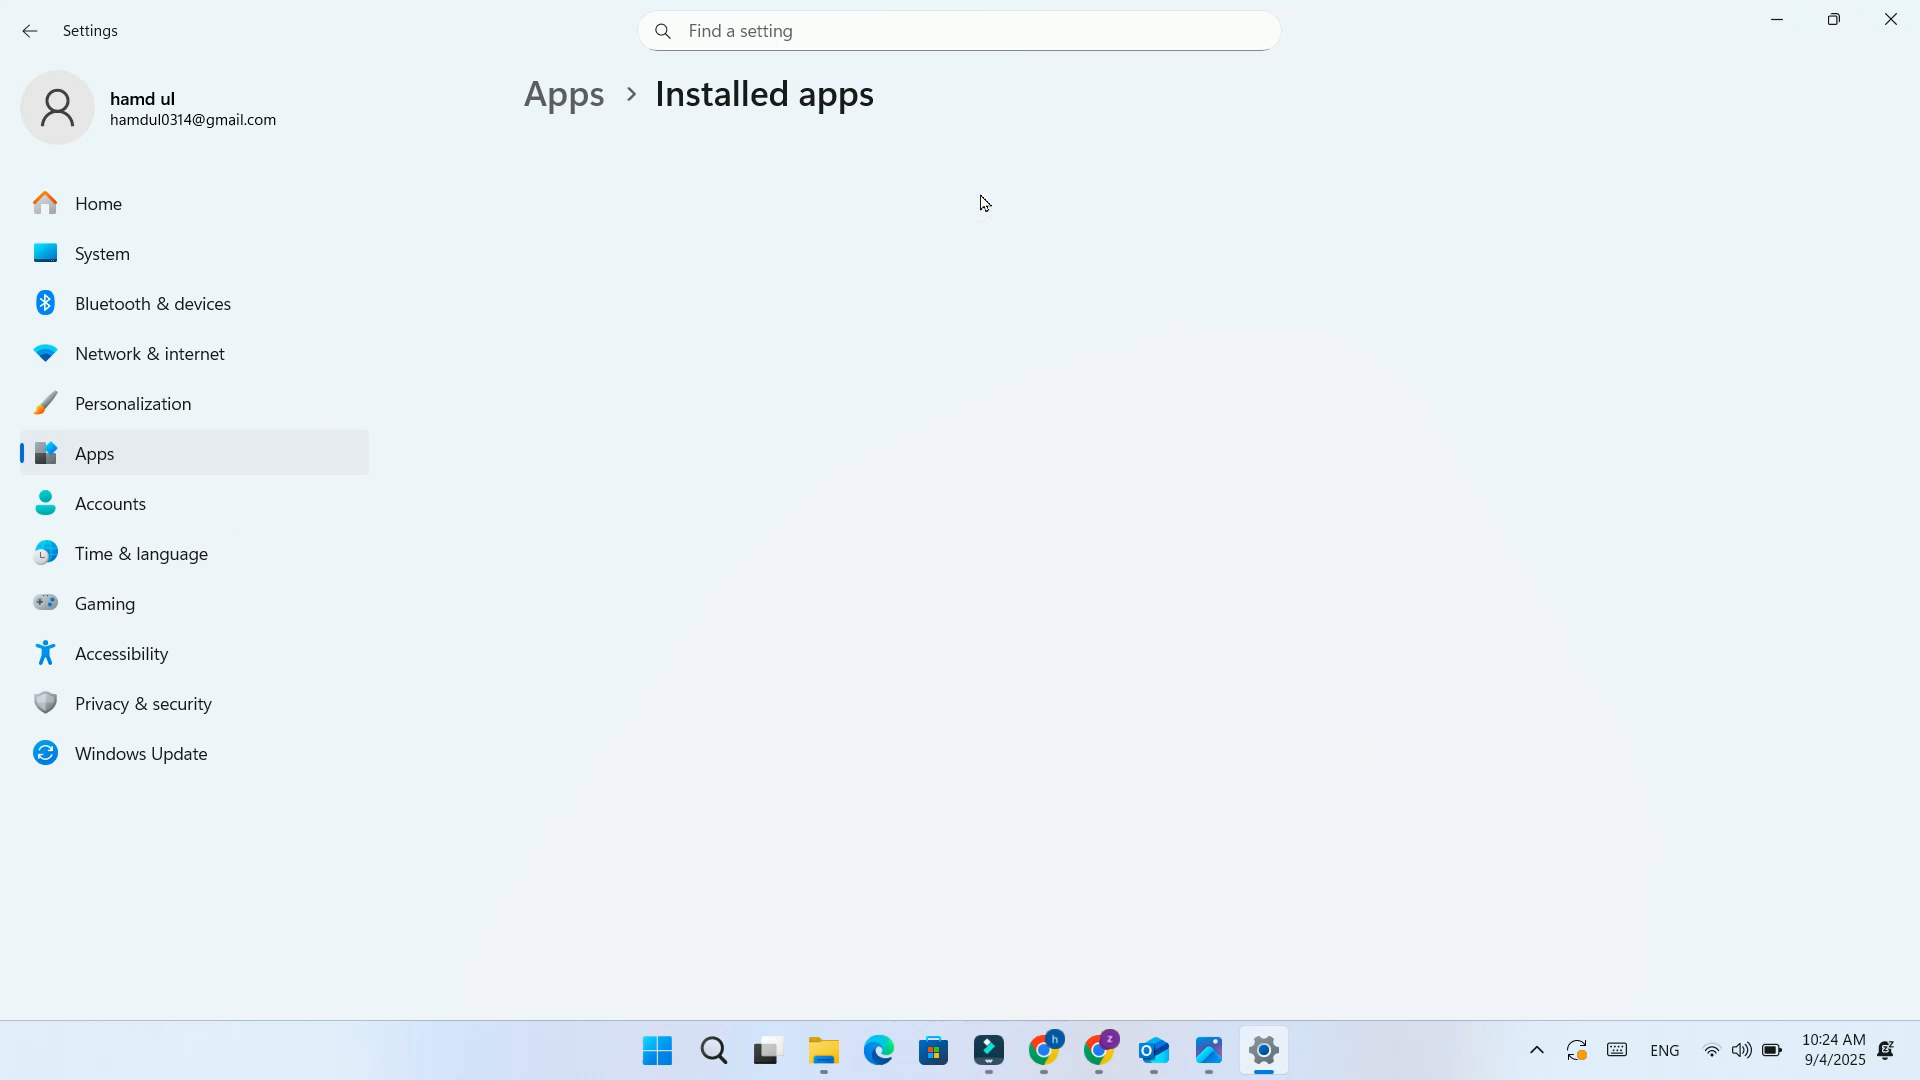 Settings
Find a setting
hamd ul
hamdul0314@gmail.com
Apps > Installed apps
Home
System
Bluetooth & devices
Network & internet
Personalization
Apps
Accounts
Time & language
Gaming
Accessibility
Privacy & security
Windows Update
h
z
ENG
10:24 AM
9/4/2025